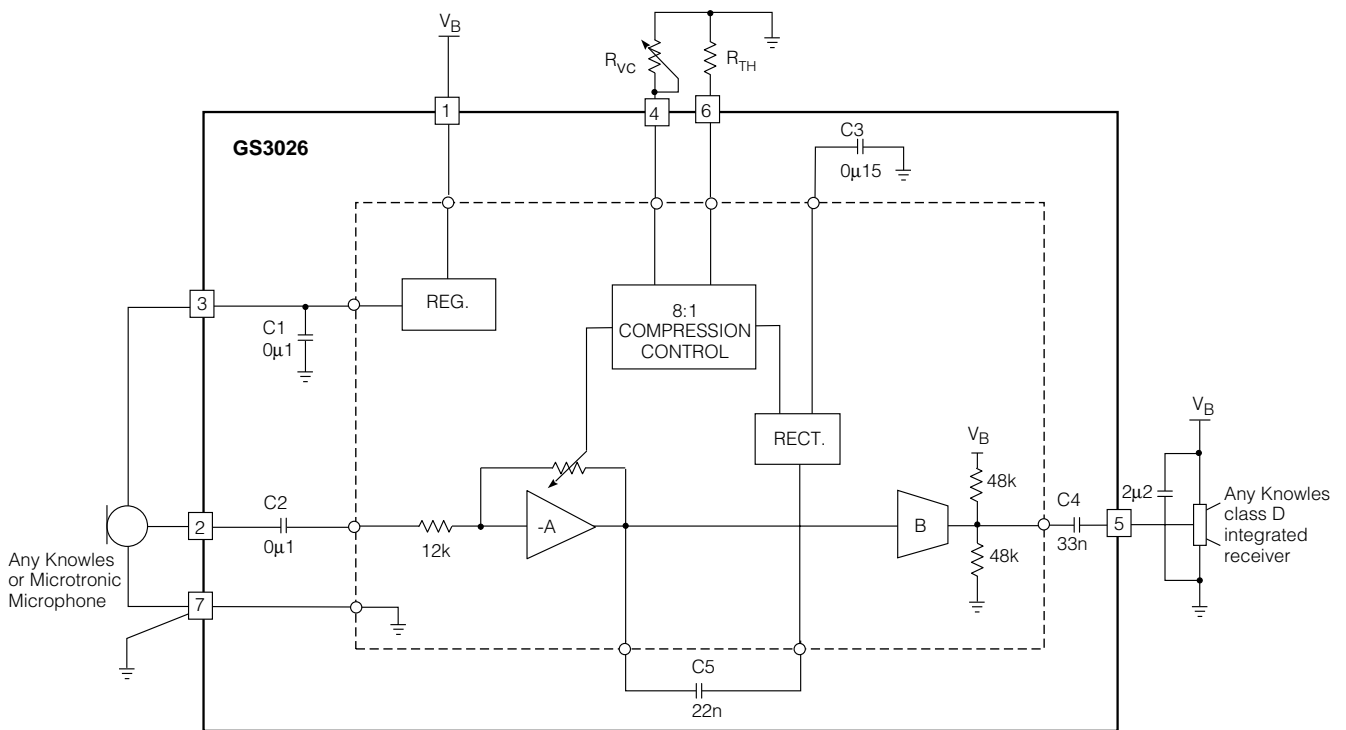 V_B
R_VC
R_TH
1
4
6
GS3026
C3
0µ15
3
REG.
C1
0µ1
8:1
COMPRESSION
CONTROL
RECT.
V_B
V_B
48k
2µ2
Any Knowles
class D
integrated
receiver
C2
0µ1
2
12k
-A
B
C4
33n
5
48k
Any Knowles
or Microtronic
Microphone
7
C5
22n